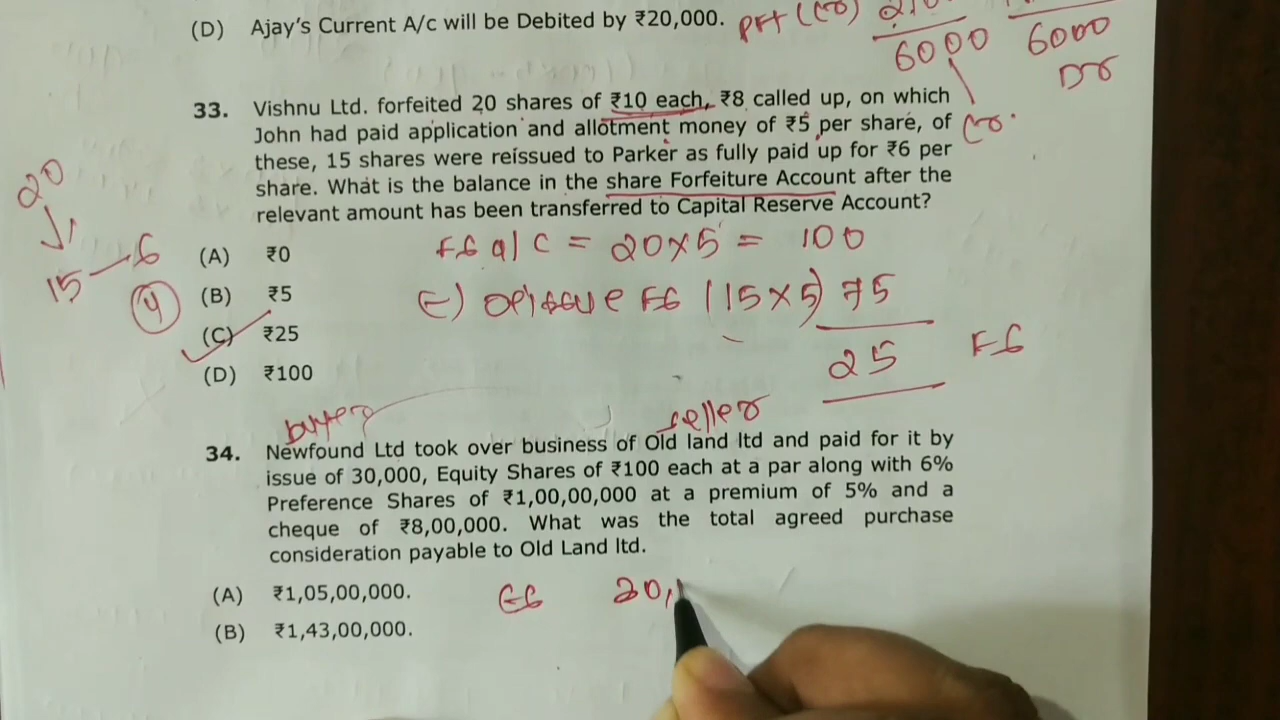 (D) Ajay's Current A/c will be Debited by ₹20,000.
6000 6000
Dr
33. Vishnu Ltd. forfeited 20 shares of ₹10 each, ₹8 called up, on which
John had paid application and allotment money of ₹5 per share, of
these, 15 shares were reissued to Parker as fully paid up for ₹6 per
share. What is the balance in the share Forfeiture Account after the
relevant amount has been transferred to Capital Reserve Account?
20
15 — 6
4
(A) ₹0
(B) ₹5
(C) ₹25
(D) ₹100
a/c = 20×5 = 100
(-) (15×5) 75
25
buyer
seller
34. Newfound Ltd took over business of Old land ltd and paid for it by
issue of 30,000, Equity Shares of ₹100 each at a par along with 6%
Preference Shares of ₹1,00,00,000 at a premium of 5% and a
cheque of ₹8,00,000. What was the total agreed purchase
consideration payable to Old Land ltd.
(A) ₹1,05,00,000.
(B) ₹1,43,00,000.